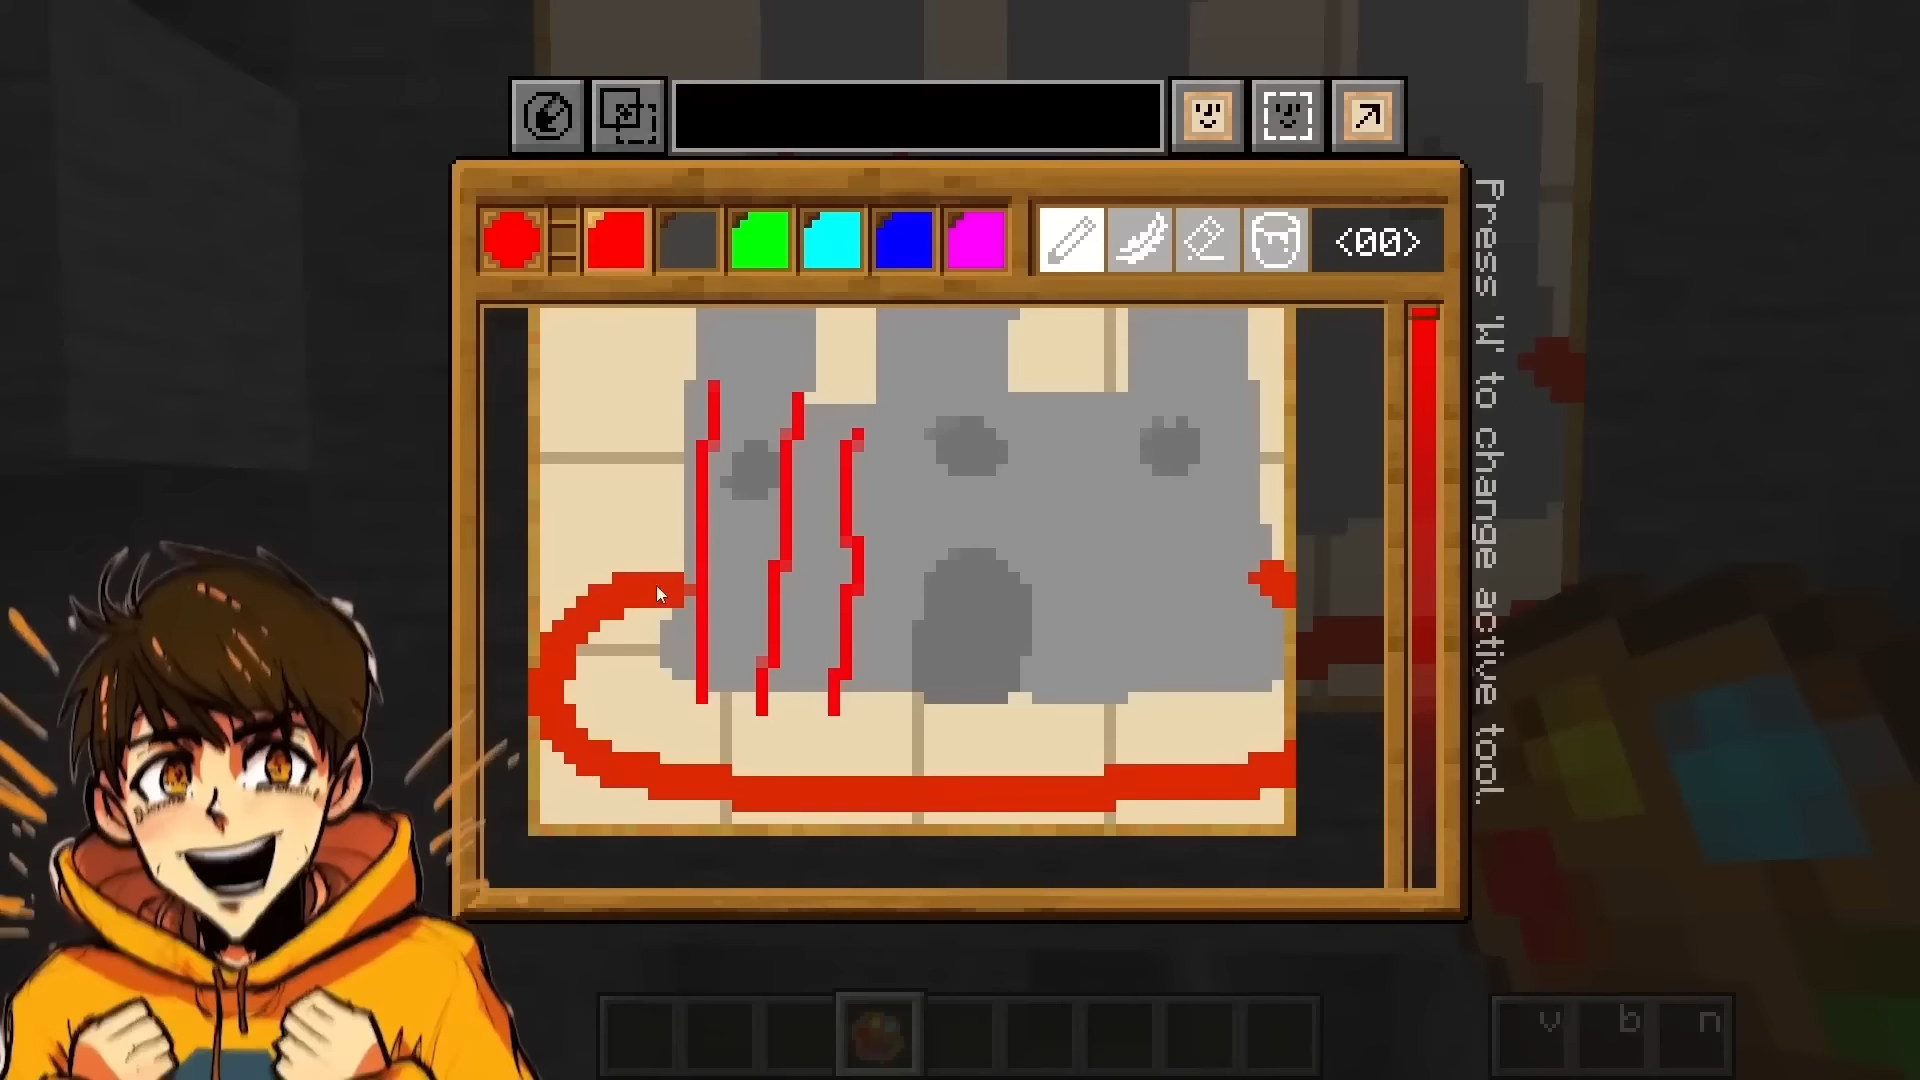 <00>
Press 'W' to change active tool.
v b n